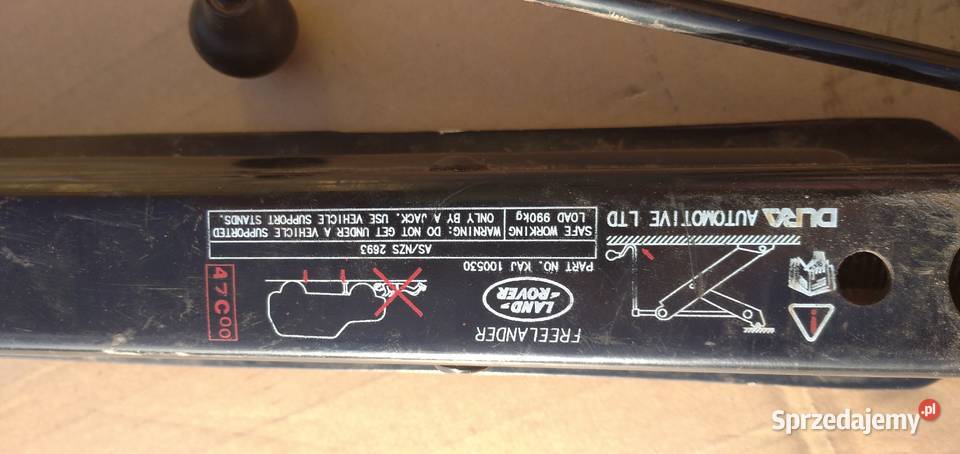 DURA AUTOMOTIVE LTD
FREELANDER
LAND-
ROVER
PART NO. KAJ 100530
AS/NZS 2693
SAFE WORKING LOAD 990kg
WARNING: DO NOT GET UNDER A VEHICLE SUPPORTED
ONLY BY A JACK. USE VEHICLE SUPPORT STANDS.
47C00
Sprzedajemy.pl